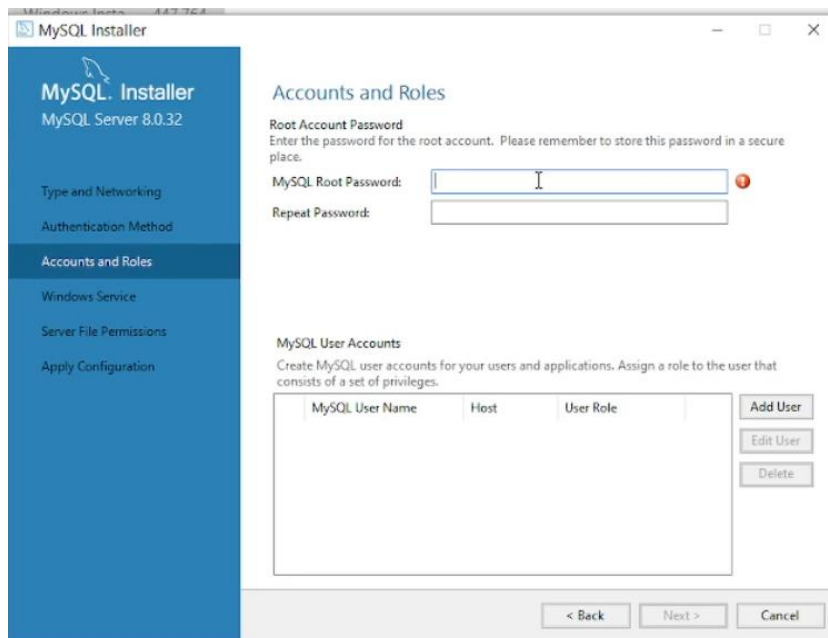 Windows Insta... 447,764
MySQL Installer
MySQL. Installer
MySQL Server 8.0.32
Type and Networking
Authentication Method
Accounts and Roles
Windows Service
Server File Permissions
Apply Configuration
Accounts and Roles
Root Account Password
Enter the password for the root account. Please remember to store this password in a secure
place.
MySQL Root Password:
Repeat Password:
MySQL User Accounts
Create MySQL user accounts for your users and applications. Assign a role to the user that
consists of a set of privileges.
MySQL User Name Host User Role
Add User
Edit User
Delete
< Back Next > Cancel